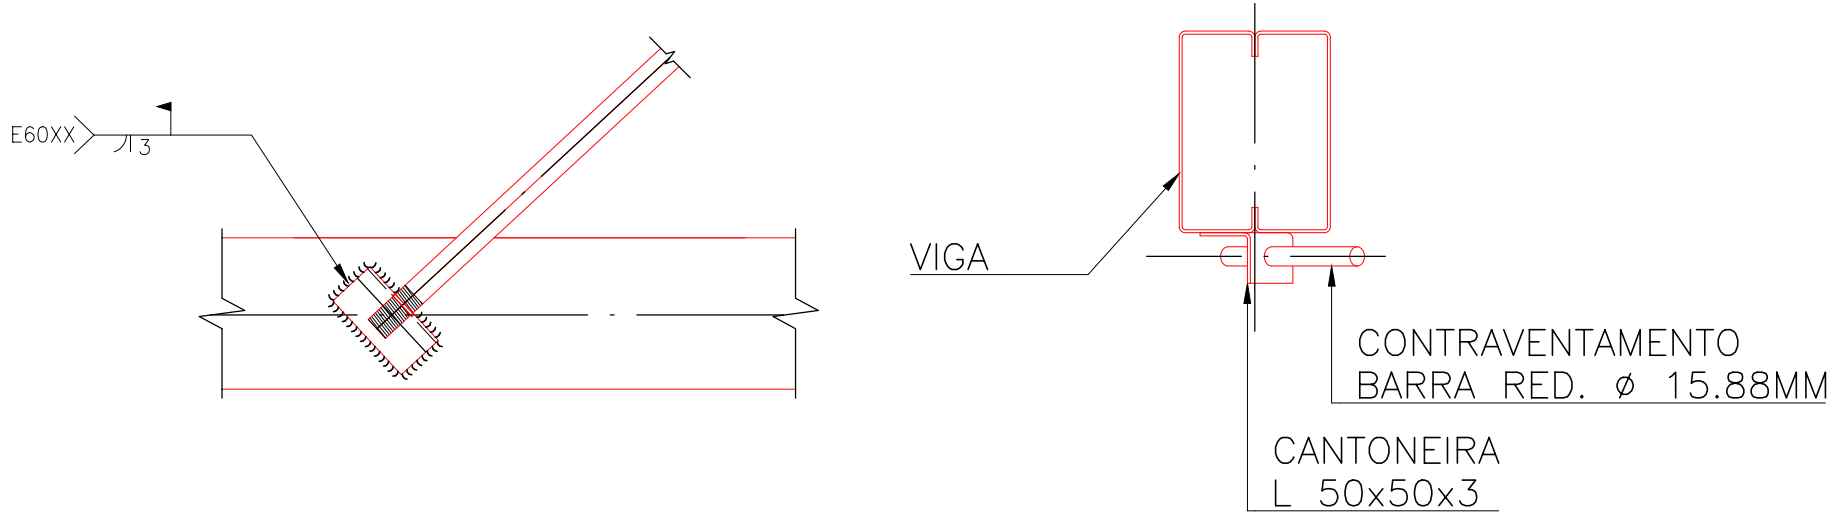 E60XX
3
VIGA
CONTRAVENTAMENTO
BARRA RED. ø 15.88MM
CANTONEIRA
L 50x50x3